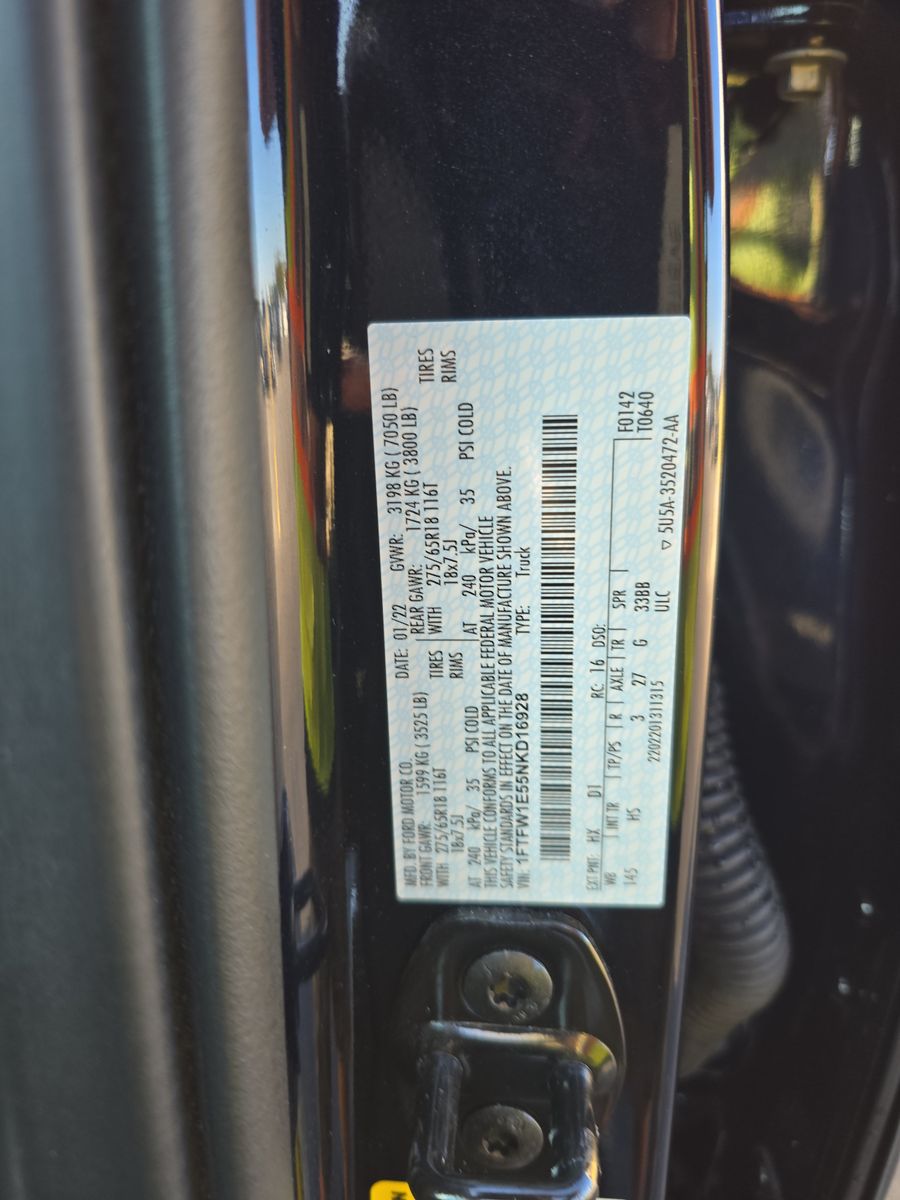 MFD. BY FORD MOTOR CO. DATE: 01/22 GVWR: 3198 KG ( 7050 LB)
FRONT GAWR: 1599 KG ( 3525 LB) REAR GAWR: 1724 KG ( 3800 LB)
WITH 275/65R18 116T TIRES WITH 275/65R18 116T TIRES
18x7.5J RIMS 18x7.5J RIMS
AT 240 kPa/ 35 PSI COLD AT 240 kPa/ 35 PSI COLD
THIS VEHICLE CONFORMS TO ALL APPLICABLE FEDERAL MOTOR VEHICLE
SAFETY STANDARDS IN EFFECT ON THE DATE OF MANUFACTURE SHOWN ABOVE.
VIN: 1FTFW1E55NKD16928 TYPE: Truck
EXT PNT: HX D1 RC: 16 DSO: F0142
WB INT TR TP/PS R AXLE TR SPR T0640
145 HS 3 27 G 33BB
2202201311315 ULC ▽ 5U5A-3520472-AA